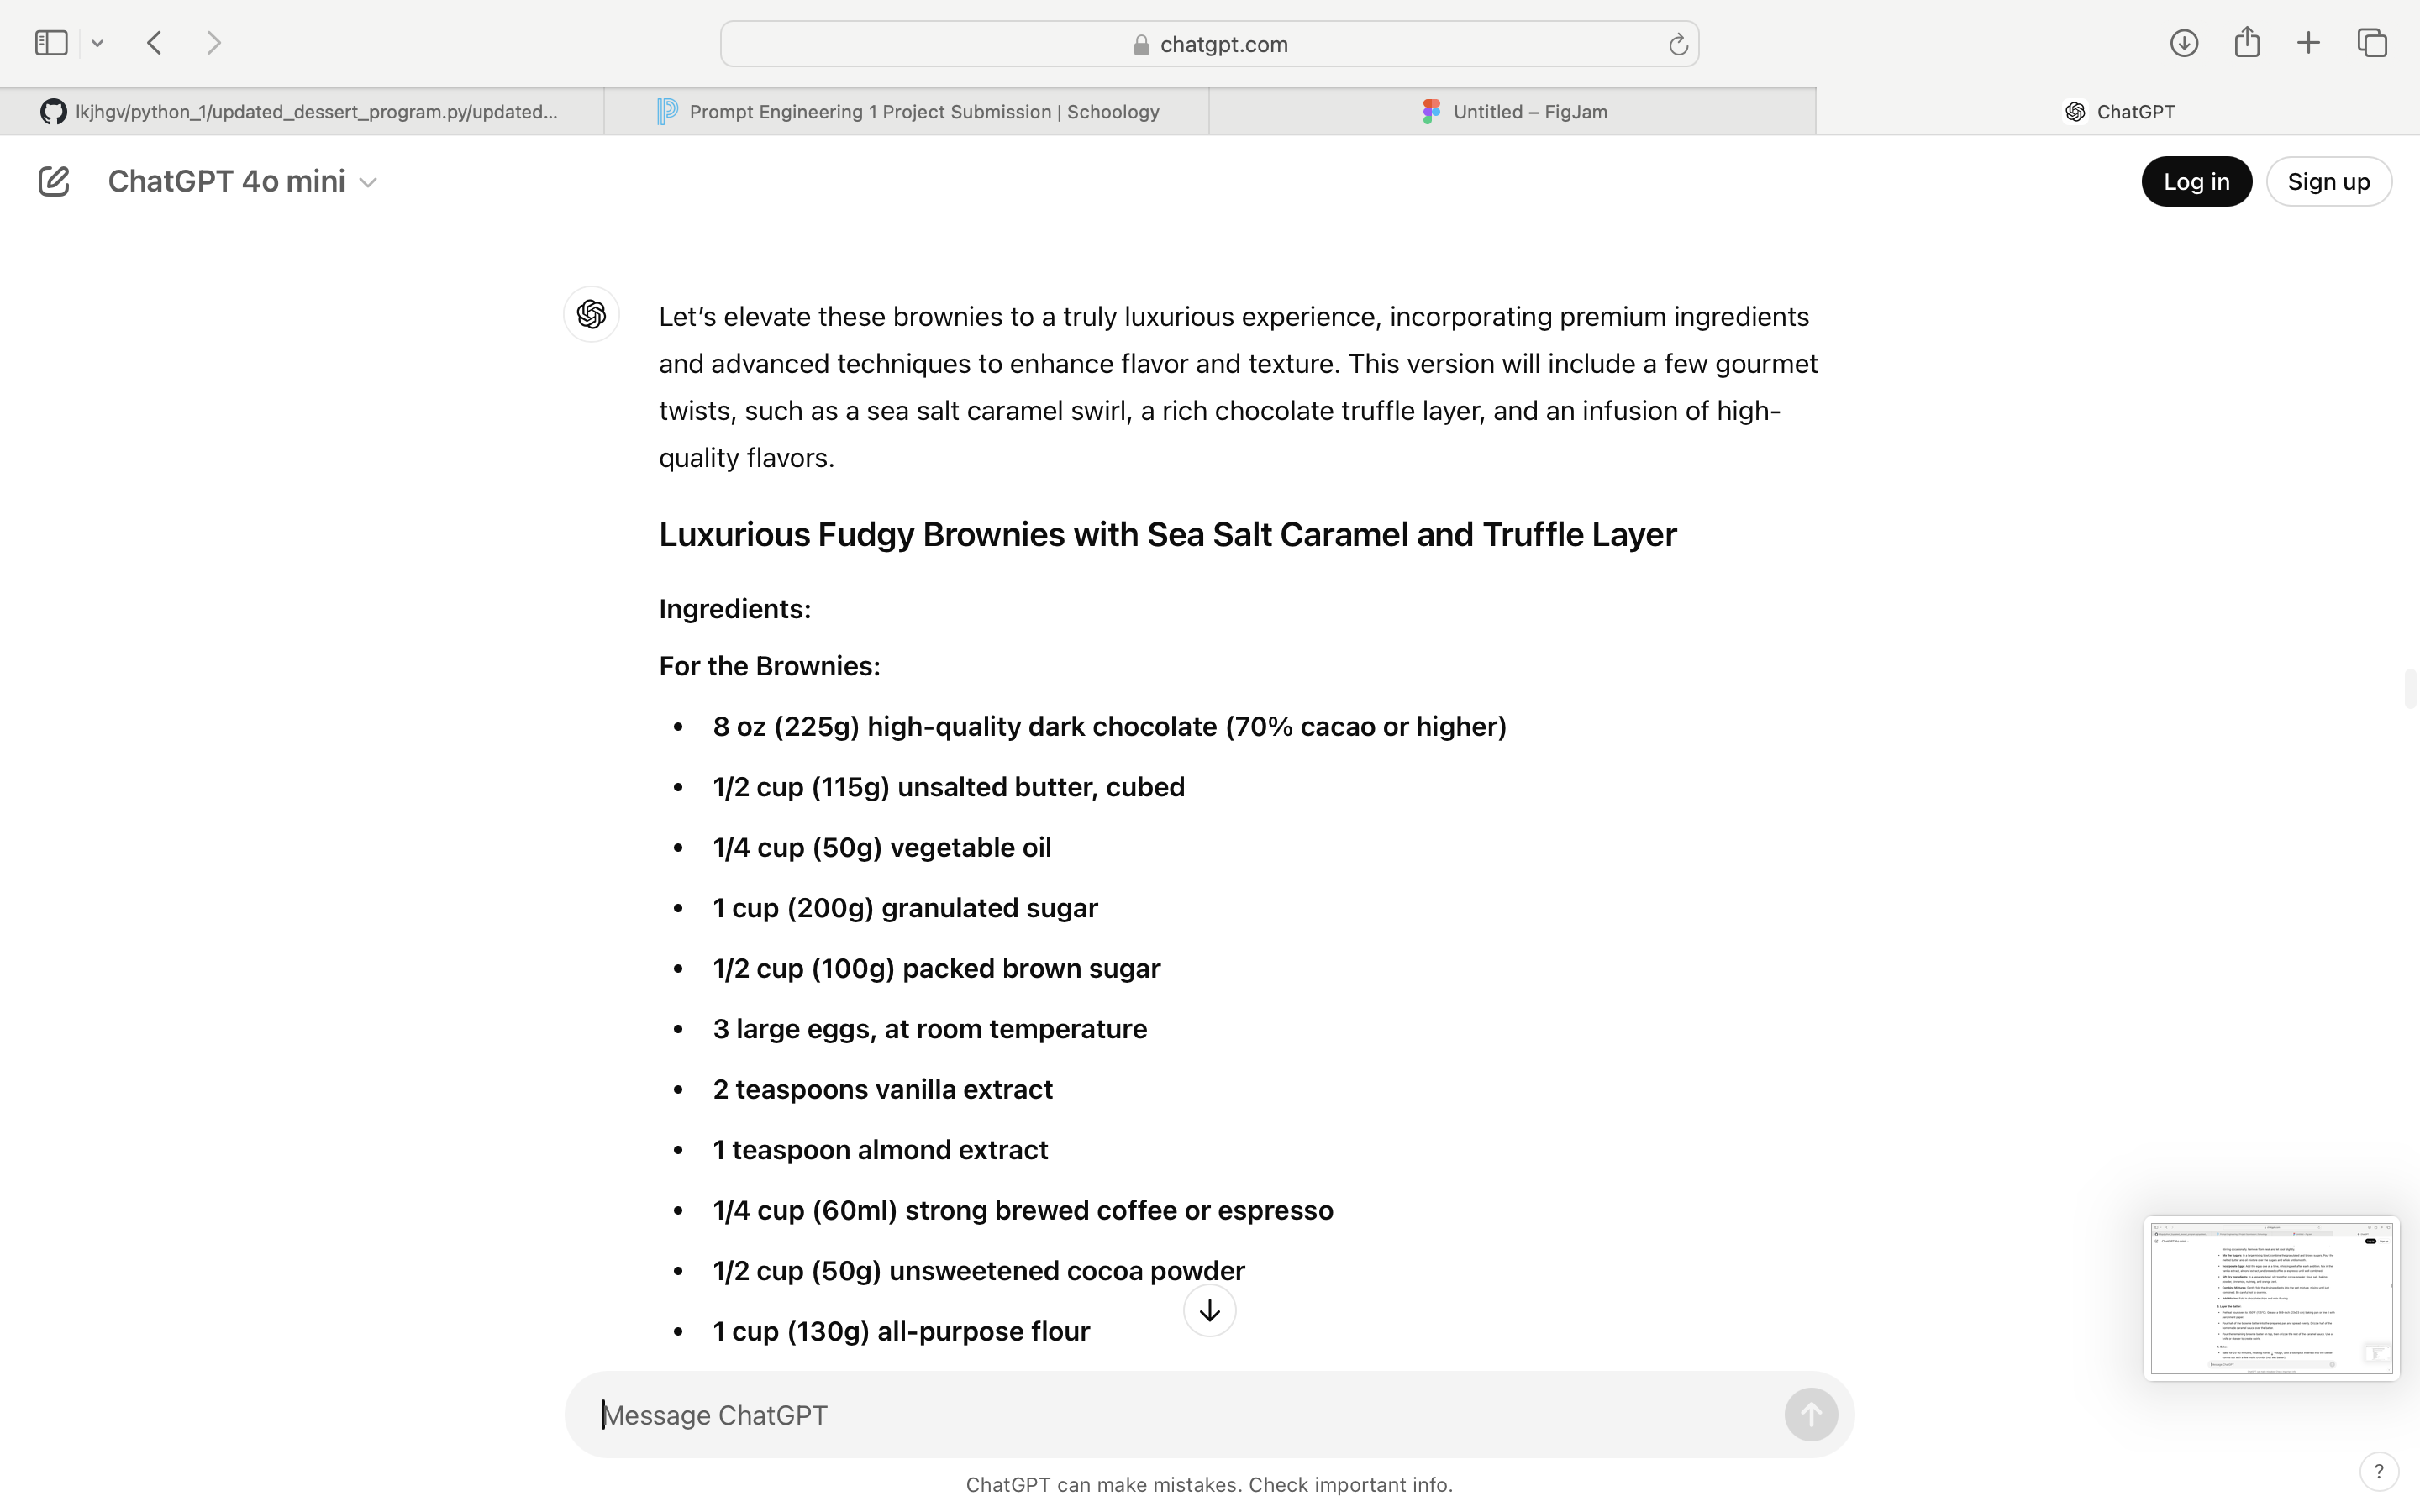 chatgpt.com
lkjhgv/python_1/updated_dessert_program.py/updated...
Prompt Engineering 1 Project Submission | Schoology
Untitled – FigJam
ChatGPT
ChatGPT 4o mini
Log in
Sign up
Let’s elevate these brownies to a truly luxurious experience, incorporating premium ingredients
and advanced techniques to enhance flavor and texture. This version will include a few gourmet
twists, such as a sea salt caramel swirl, a rich chocolate truffle layer, and an infusion of high-
quality flavors.
Luxurious Fudgy Brownies with Sea Salt Caramel and Truffle Layer
Ingredients:
For the Brownies:
• 8 oz (225g) high-quality dark chocolate (70% cacao or higher)
• 1/2 cup (115g) unsalted butter, cubed
• 1/4 cup (50g) vegetable oil
• 1 cup (200g) granulated sugar
• 1/2 cup (100g) packed brown sugar
• 3 large eggs, at room temperature
• 2 teaspoons vanilla extract
• 1 teaspoon almond extract
• 1/4 cup (60ml) strong brewed coffee or espresso
• 1/2 cup (50g) unsweetened cocoa powder
• 1 cup (130g) all-purpose flour
Message ChatGPT
ChatGPT can make mistakes. Check important info.
?